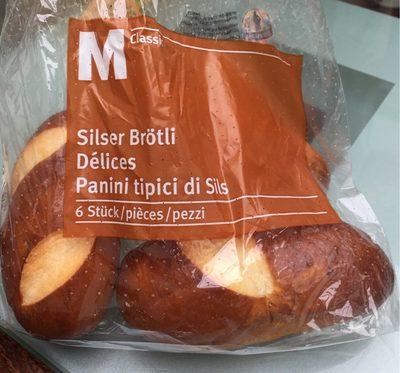 M Classic
Silser Brötli
Délices
Panini tipici di Sils
6 Stück/pièces/pezzi